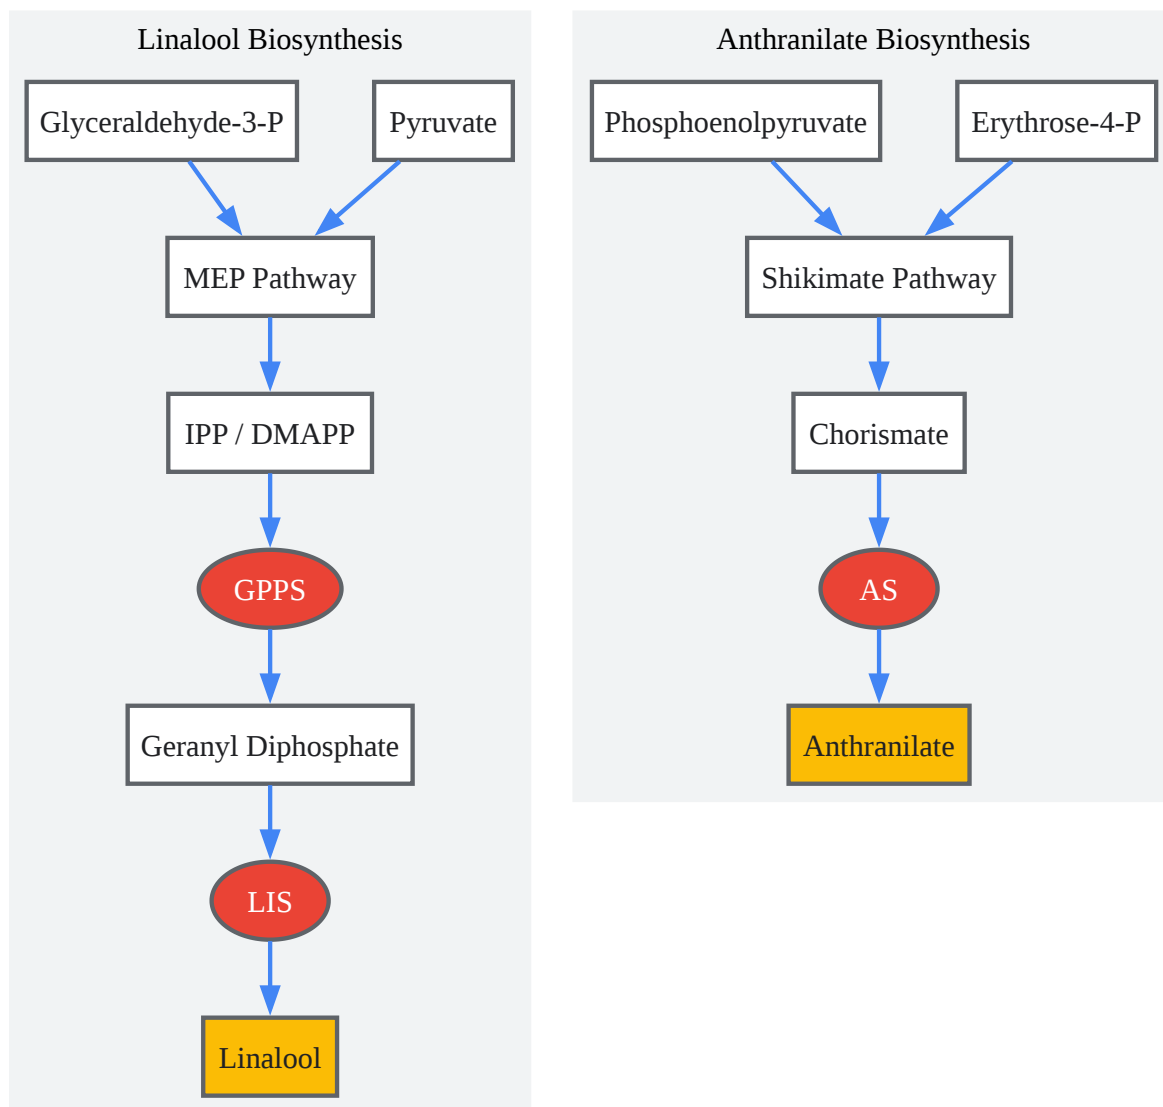 Linalool Biosynthesis
Glyceraldehyde-3-P
Pyruvate
MEP Pathway
IPP / DMAPP
GPPS
Geranyl Diphosphate
LIS
Linalool
Anthranilate Biosynthesis
Phosphoenolpyruvate
Erythrose-4-P
Shikimate Pathway
Chorismate
AS
Anthranilate